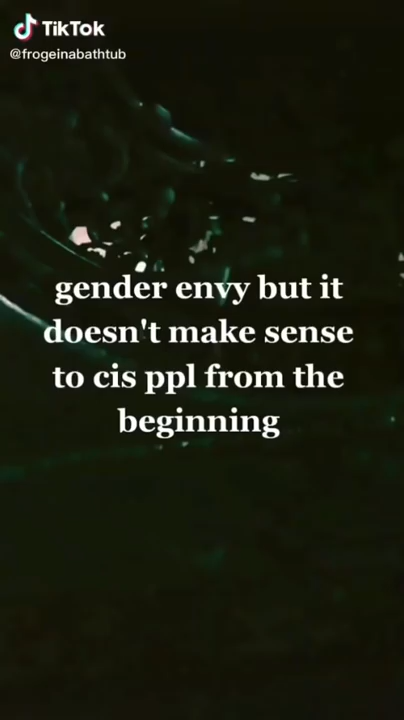 TikTok
@frogeinabathtub
gender envy but it
doesn't make sense
to cis ppl from the
beginning